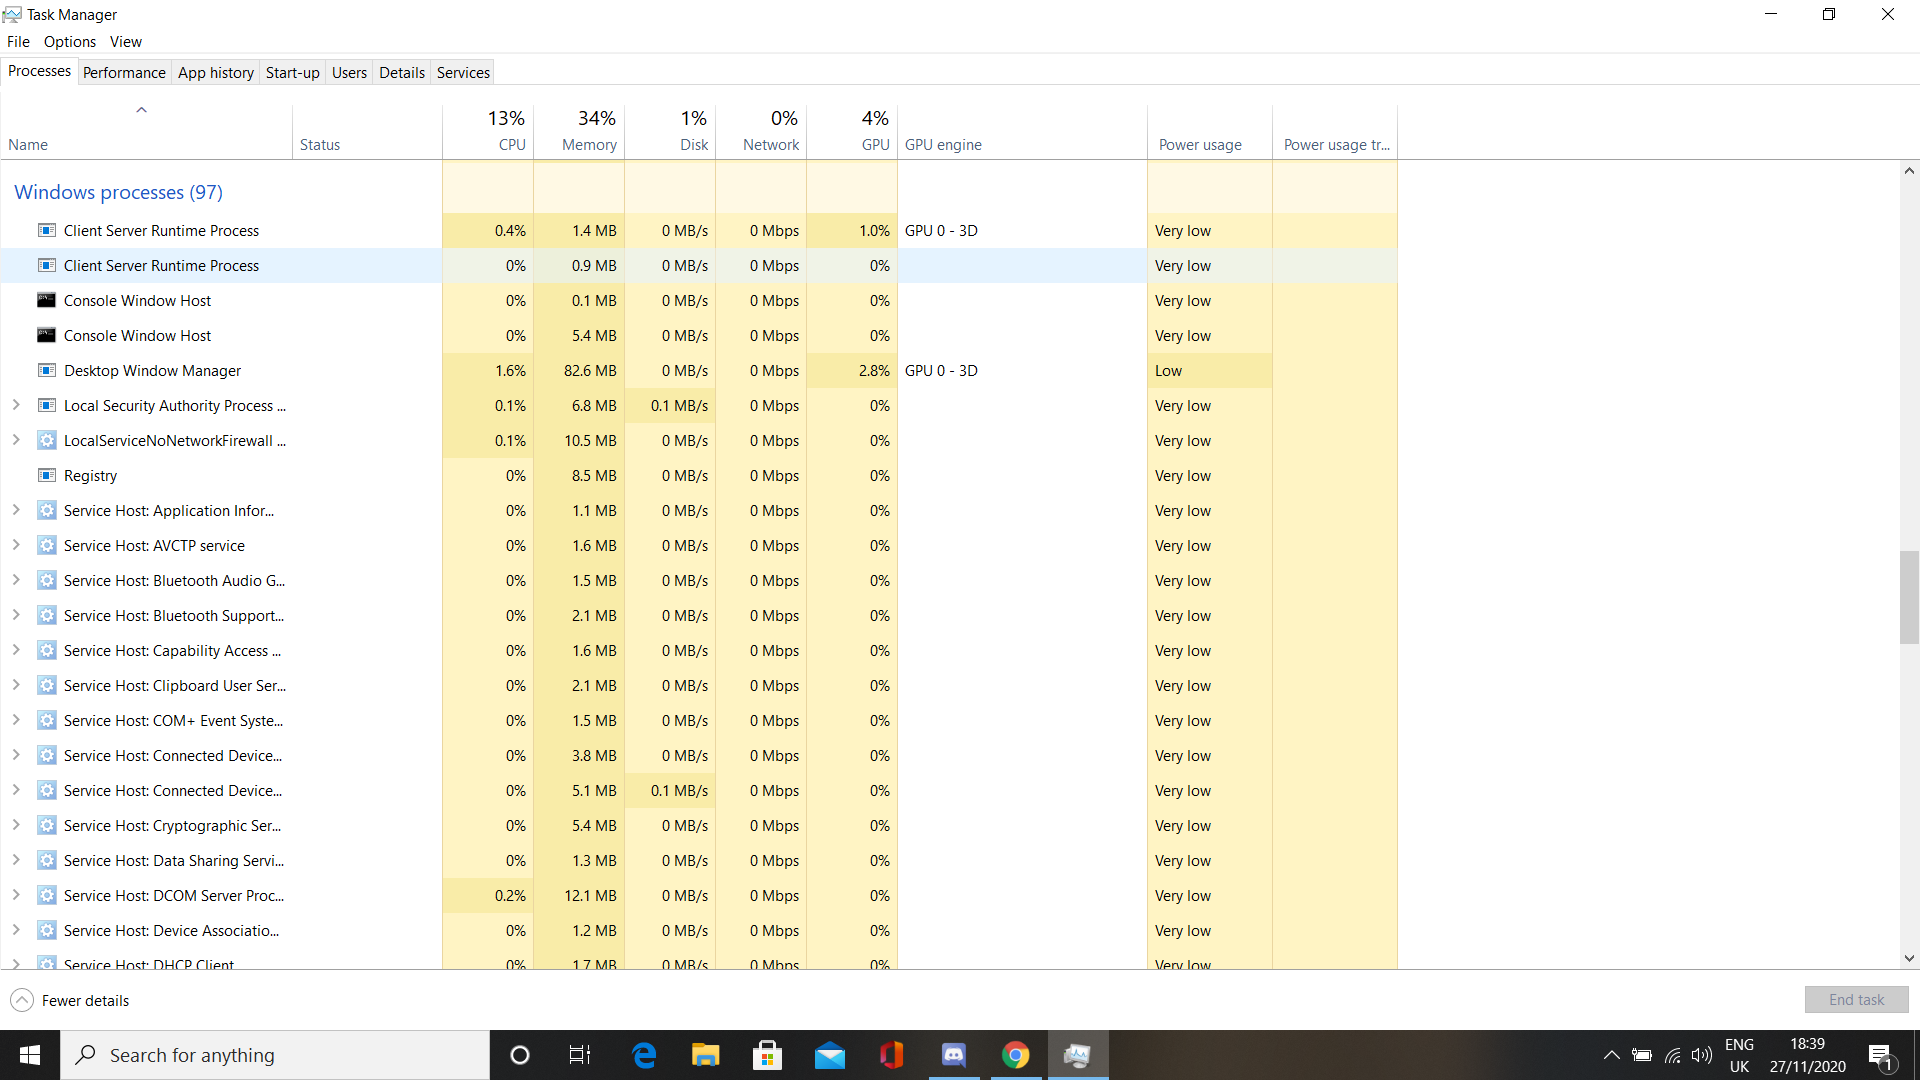 Task Manager
File Options View
Processes Performance App history Start-up Users Details Services
13% 34% 1% 0% 4%
Name Status CPU Memory Disk Network GPU GPU engine Power usage Power usage tr...
Windows processes (97)
Client Server Runtime Process 0.4% 1.4 MB 0 MB/s 0 Mbps 1.0% GPU 0 - 3D Very low
Client Server Runtime Process 0% 0.9 MB 0 MB/s 0 Mbps 0% Very low
Console Window Host 0% 0.1 MB 0 MB/s 0 Mbps 0% Very low
Console Window Host 0% 5.4 MB 0 MB/s 0 Mbps 0% Very low
Desktop Window Manager 1.6% 82.6 MB 0 MB/s 0 Mbps 2.8% GPU 0 - 3D Low
Local Security Authority Process ... 0.1% 6.8 MB 0.1 MB/s 0 Mbps 0% Very low
LocalServiceNoNetworkFirewall ... 0.1% 10.5 MB 0 MB/s 0 Mbps 0% Very low
Registry 0% 8.5 MB 0 MB/s 0 Mbps 0% Very low
Service Host: Application Infor... 0% 1.1 MB 0 MB/s 0 Mbps 0% Very low
Service Host: AVCTP service 0% 1.6 MB 0 MB/s 0 Mbps 0% Very low
Service Host: Bluetooth Audio G... 0% 1.5 MB 0 MB/s 0 Mbps 0% Very low
Service Host: Bluetooth Support... 0% 2.1 MB 0 MB/s 0 Mbps 0% Very low
Service Host: Capability Access ... 0% 1.6 MB 0 MB/s 0 Mbps 0% Very low
Service Host: Clipboard User Ser... 0% 2.1 MB 0 MB/s 0 Mbps 0% Very low
Service Host: COM+ Event Syste... 0% 1.5 MB 0 MB/s 0 Mbps 0% Very low
Service Host: Connected Device... 0% 3.8 MB 0 MB/s 0 Mbps 0% Very low
Service Host: Connected Device... 0% 5.1 MB 0.1 MB/s 0 Mbps 0% Very low
Service Host: Cryptographic Ser... 0% 5.4 MB 0 MB/s 0 Mbps 0% Very low
Service Host: Data Sharing Servi... 0% 1.3 MB 0 MB/s 0 Mbps 0% Very low
Service Host: DCOM Server Proc... 0.2% 12.1 MB 0 MB/s 0 Mbps 0% Very low
Service Host: Device Associatio... 0% 1.2 MB 0 MB/s 0 Mbps 0% Very low
Service Host: DHCP Client 0% 1.7 MB 0 MB/s 0 Mbps 0% Very low
Fewer details End task
Search for anything
ENG 18:39
UK 27/11/2020
1